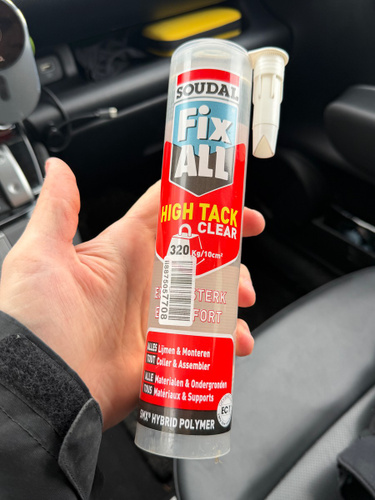 SOUDAL
Fix
ALL
HIGH TACK
CLEAR
320 Kg/10cm²
STERK
FORT
ALLES Lijmen & Monteren
TOUT Coller & Assembler
ALLE Materialen & Ondergronden
TOUS Matériaux & Supports
SMX® HYBRID POLYMER